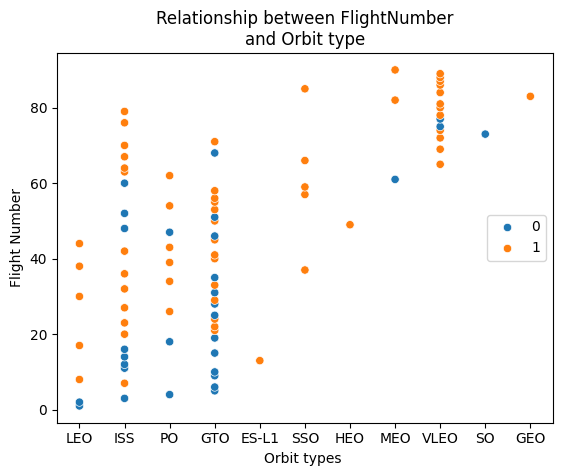 Relationship between FlightNumber
and Orbit type
80
60
40
20
0
Flight Number
0
1
LEO ISS PO GTO ES-L1 SSO HEO MEO VLEO SO GEO
Orbit types